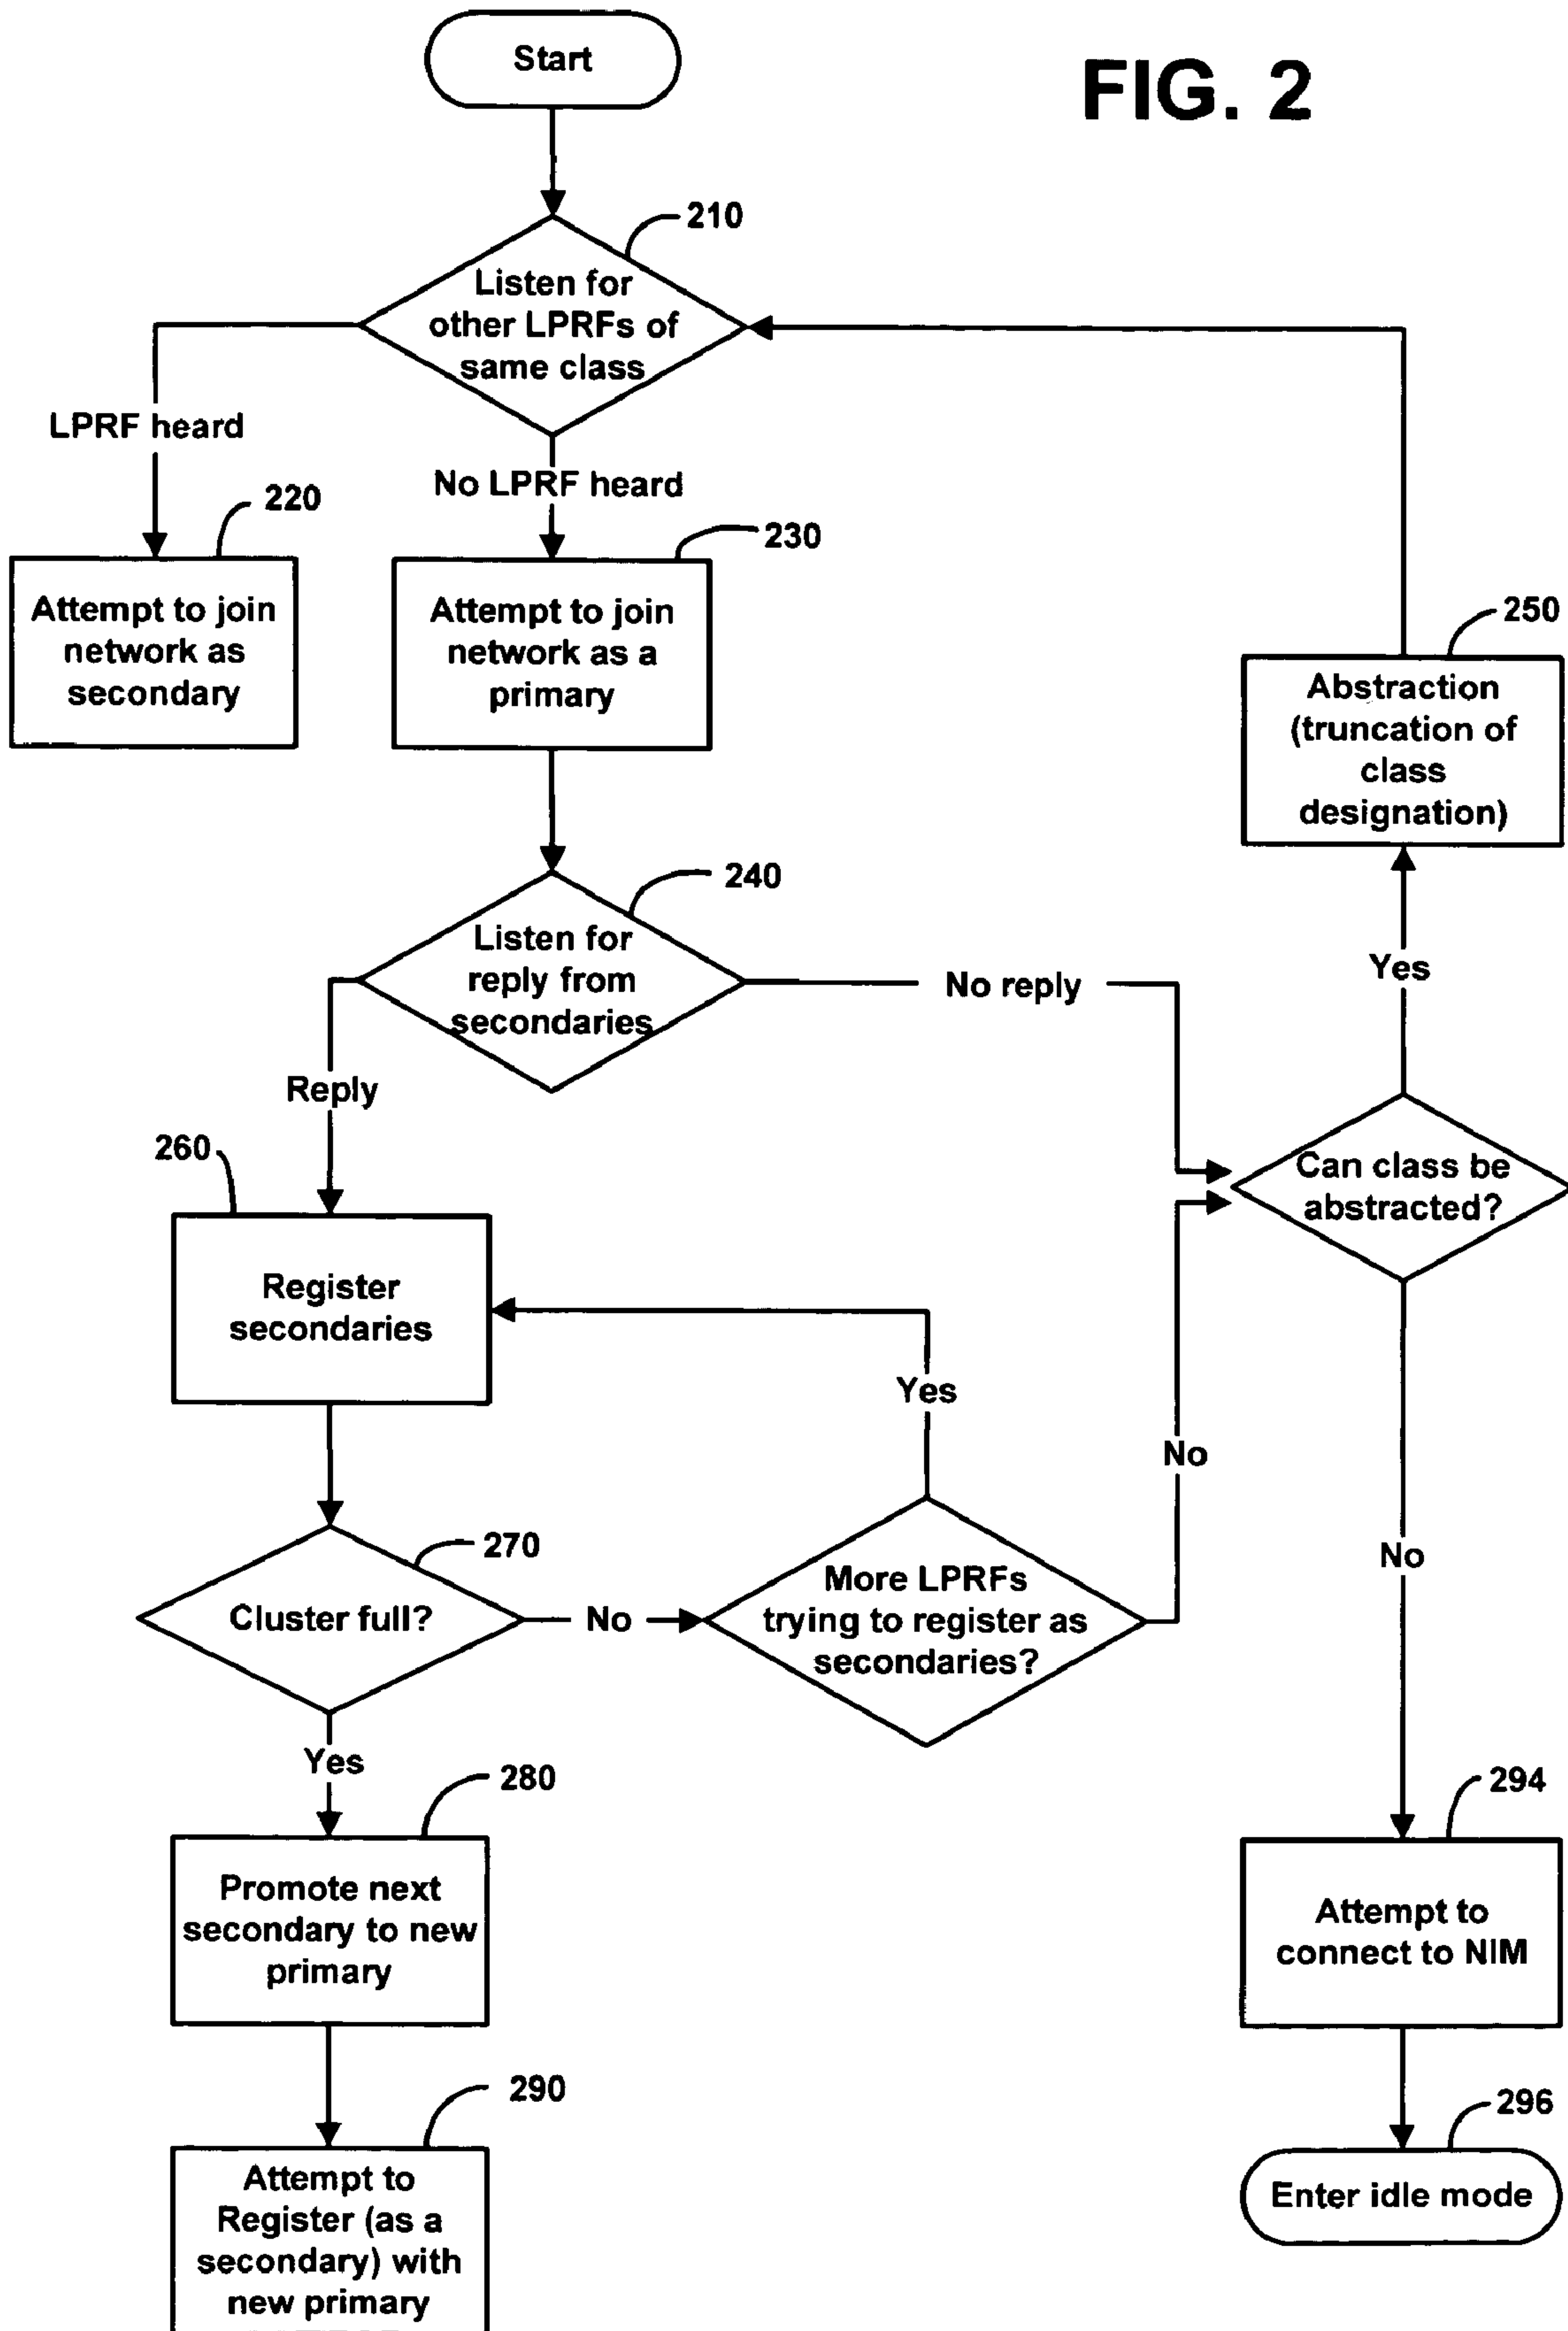 Start
FIG. 2
210
Listen for
other LPRFs of
same class
LPRF heard
No LPRF heard
220
230
Attempt to join
network as
secondary
Attempt to join
network as a
primary
250
Abstraction
(truncation of
class
designation)
240
Listen for
reply from
secondaries
No reply
Yes
Reply
260
Can class be
abstracted?
Register
secondaries
Yes
No
270
Cluster full?
No
More LPRFs
trying to register as
secondaries?
No
Yes
280
294
Promote next
secondary to new
primary
Attempt to
connect to NIM
290
296
Attempt to
Register (as a
secondary) with
new primary
Enter idle mode